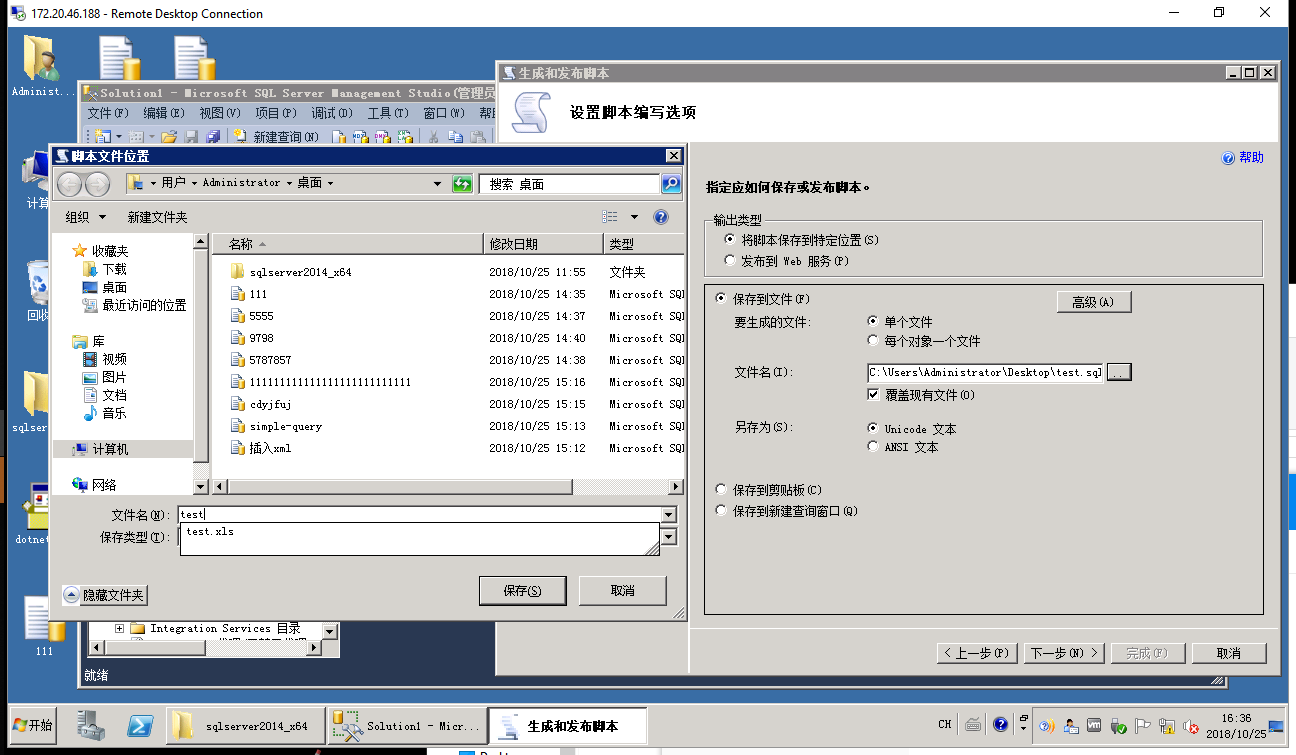 172.20.46.188 - Remote Desktop Connection
Administ...
Solution1 - Microsoft SQL Server Management Studio(管理员
文件(F) 编辑(E) 视图(V) 项目(P) 调试(D) 工具(T) 窗口(W) 帮
新建查询(N)
生成和发布脚本
设置脚本编写选项
帮助
指定应如何保存或发布脚本。
输出类型
将脚本保存到特定位置(S)
发布到 Web 服务(P)
保存到文件(F)
高级(A)
要生成的文件:
单个文件
每个对象一个文件
文件名(I):
C:\Users\Administrator\Desktop\test.sql
...
覆盖现有文件(O)
另存为(S):
Unicode 文本
ANSI 文本
保存到剪贴板(C)
保存到新建查询窗口(Q)
< 上一步(P)
下一步(N) >
完成(F)
取消
脚本文件位置
用户 Administrator 桌面
搜索 桌面
组织
新建文件夹
收藏夹
下载
桌面
最近访问的位置
库
视频
图片
文档
音乐
计算机
网络
名称 修改日期 类型
sqlserver2014_x64 2018/10/25 11:55 文件夹
111 2018/10/25 14:35 Microsoft SQL
5555 2018/10/25 14:37 Microsoft SQL
9798 2018/10/25 14:40 Microsoft SQL
5787857 2018/10/25 14:38 Microsoft SQL
111111111111111111111111111 2018/10/25 15:16 Microsoft SQL
cdyjfuj 2018/10/25 15:15 Microsoft SQL
simple-query 2018/10/25 15:13 Microsoft SQL
插入xml 2018/10/25 15:12 Microsoft SQL
文件名(N): test
test.xls
保存类型(T):
隐藏文件夹
保存(S)
取消
计算
回收
sqlser
dotnet
111
Integration Services 目录
就绪
开始
sqlserver2014_x64
Solution1 - Micr...
生成和发布脚本
CH
16:36
2018/10/25